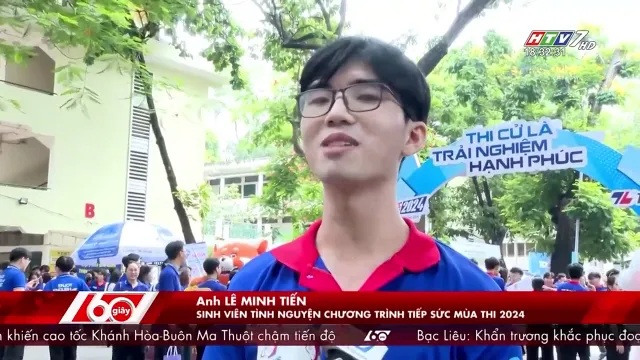 HTV7 HD
THI CỬ LÀ
TRẢI NGHIỆM
HẠNH PHÚC
2024
B
60 giây
Anh LÊ MINH TIẾN
SINH VIÊN TÌNH NGUYỆN CHƯƠNG TRÌNH TIẾP SỨC MÙA THI 2024
n khiến cao tốc Khánh Hòa-Buôn Ma Thuột chậm tiến độ
60
Bạc Liêu: Khẩn trương khắc phục đoạ